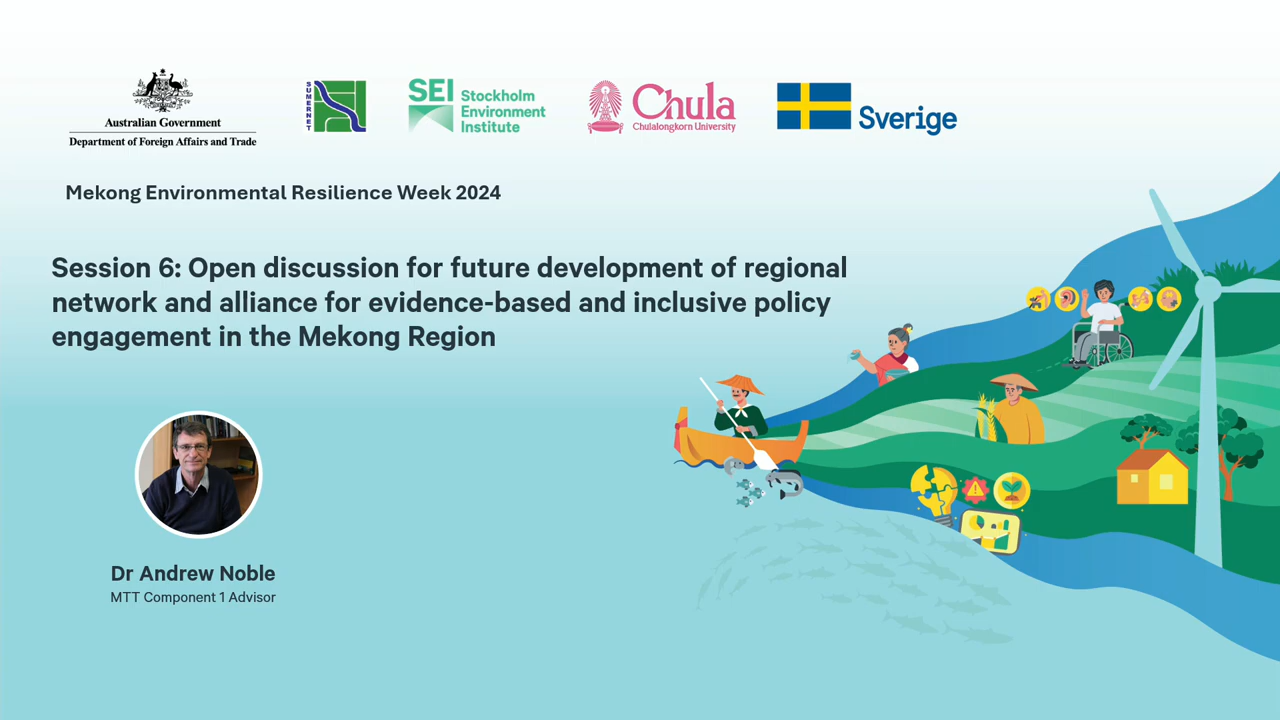 Australian Government
Department of Foreign Affairs and Trade
SUMERNET
SEI Stockholm
Environment
Institute
Chula
Chulalongkorn University
Sverige
Mekong Environmental Resilience Week 2024
Session 6: Open discussion for future development of regional
network and alliance for evidence-based and inclusive policy
engagement in the Mekong Region
Dr Andrew Noble
MTT Component 1 Advisor